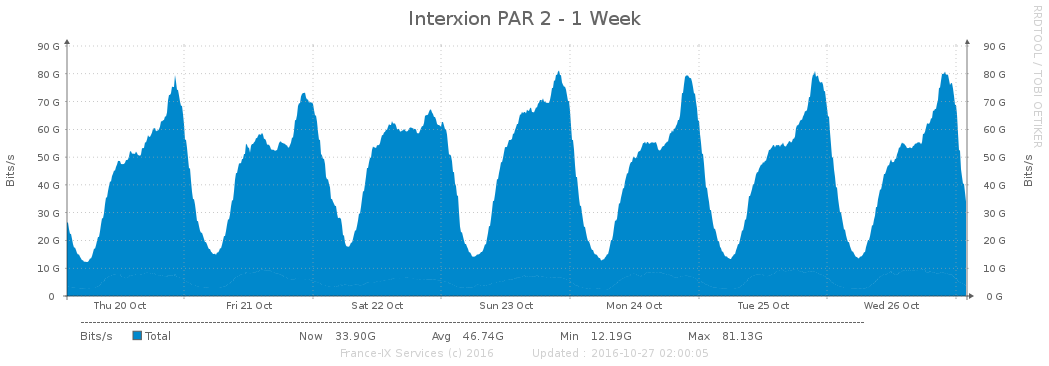 Interxion PAR 2 - 1 Week
RRDTOOL / TOBI OETIKER
Bits/s
90 G 90 G
80 G 80 G
70 G 70 G
60 G 60 G
50 G 50 G
40 G 40 G
30 G 30 G
20 G 20 G
10 G 10 G
0 0 G
Bits/s
Thu 20 Oct Fri 21 Oct Sat 22 Oct Sun 23 Oct Mon 24 Oct Tue 25 Oct Wed 26 Oct
Bits/s Total Now 33.90G Avg 46.74G Min 12.19G Max 81.13G
France-IX Services (c) 2016 Updated : 2016-10-27 02:00:05